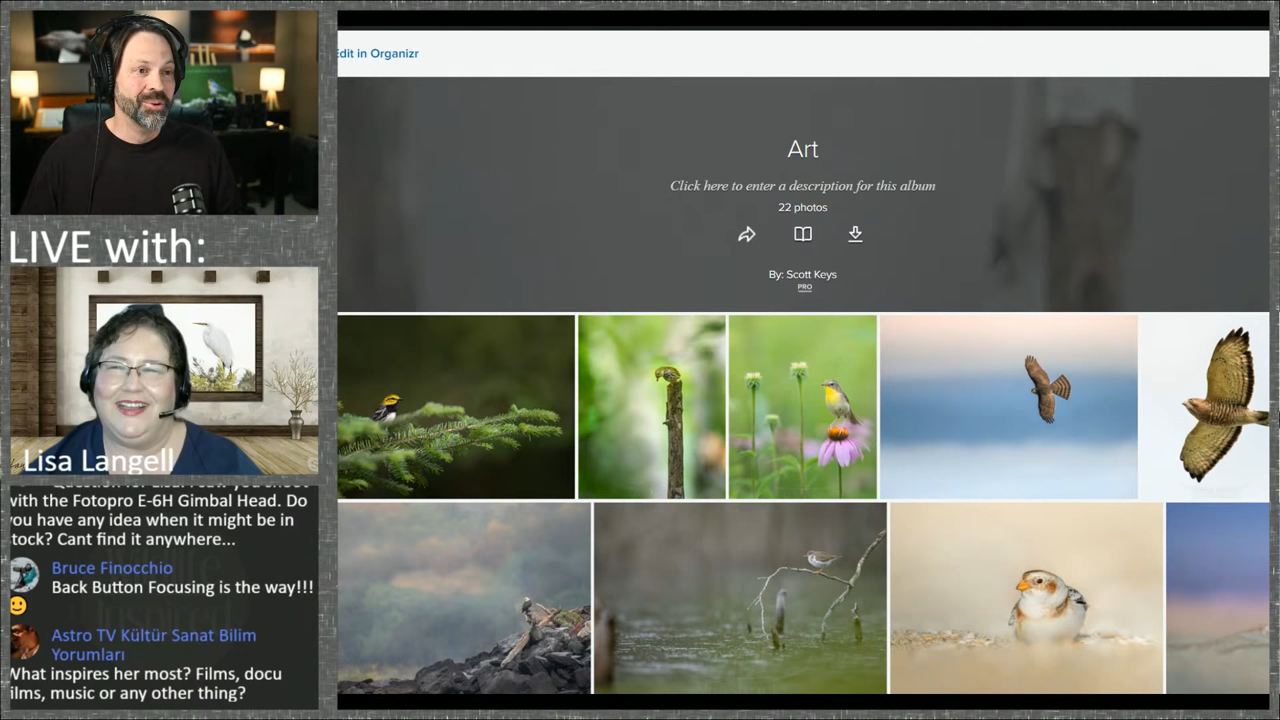 Edit in Organizr
Art
Click here to enter a description for this album
22 photos
By: Scott Keys
PRO
LIVE with:
Lisa Langell
with the Fotopro E-6H Gimbal Head. Do
you have any idea when it might be in
stock? Cant find it anywhere...
Bruce Finocchio
Back Button Focusing is the way!!!
Astro TV Kültür Sanat Bilim
Yorumları
What inspires her most? Films, docu
films, music or any other thing?